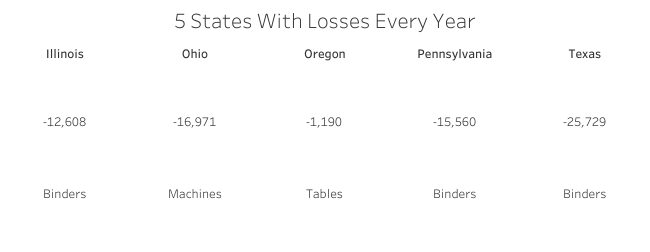 5 States With Losses Every Year
Illinois Ohio Oregon Pennsylvania Texas
-12,608 -16,971 -1,190 -15,560 -25,729
Binders Machines Tables Binders Binders